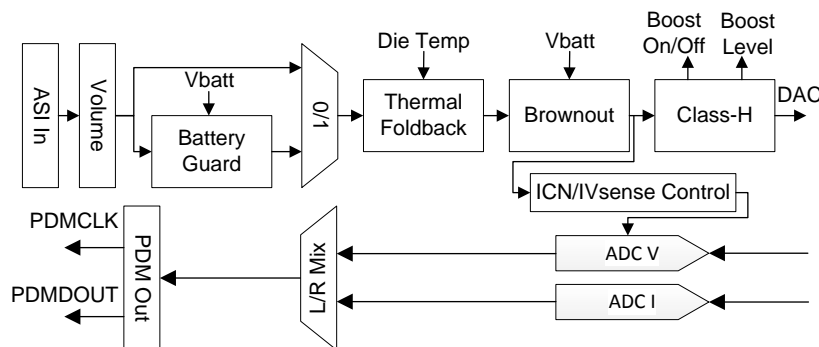 Boost
On/Off
Boost
Level
Die Temp
Vbatt
DAC
ASI In
Volume
Vbatt
Battery
Guard
0/1
Thermal
Foldback
Brownout
Class-H
ICN/IVsense Control
PDMCLK
PDMDOUT
PDM Out
L/R Mix
ADC V
ADC I